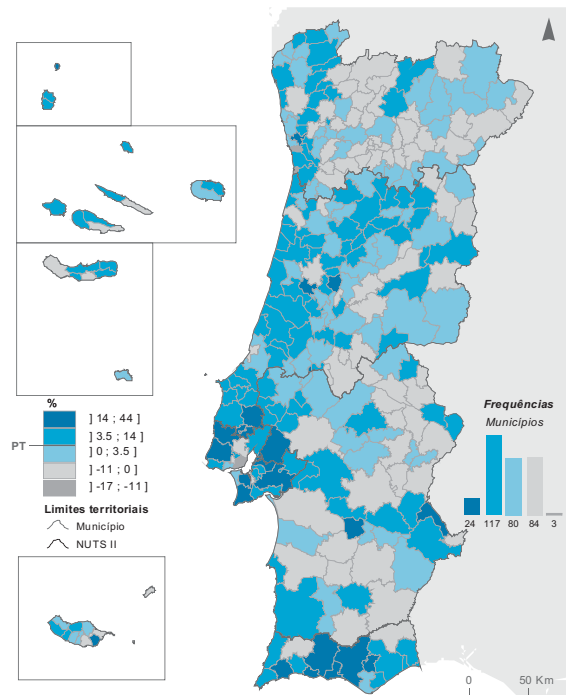 %
] 14 ; 44 ]
] 3.5 ; 14 ]
PT
] 0 ; 3.5 ]
] -11 ; 0 ]
] -17 ; -11 ]
Limites territoriais
Município
NUTS II
Frequências
Municípios
24 117 80 84 3
0 50 Km